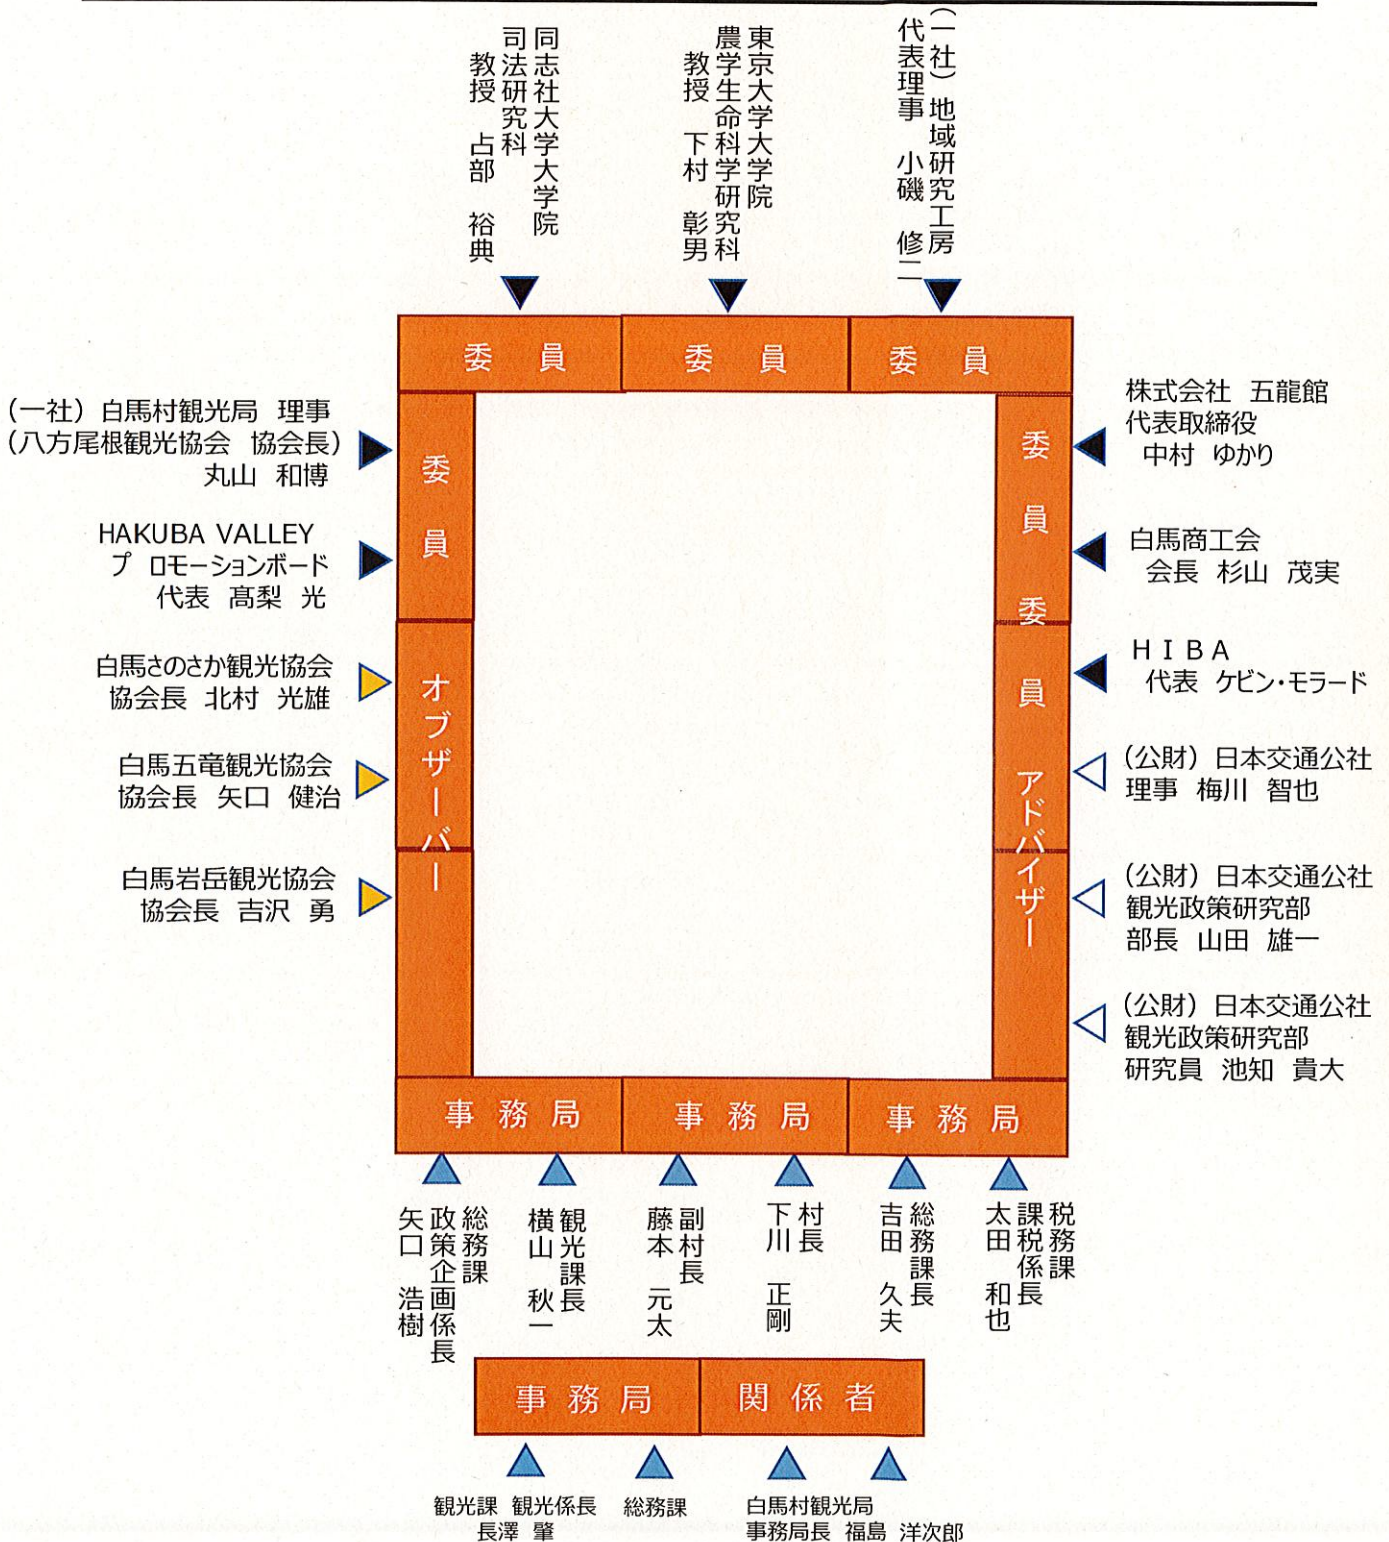 同志社大学大学院
司法研究科
教授 占部 裕典
東京大学大学院
農学生命科学研究科
教授 下村 彰男
（一社）地域研究工房
代表理事 小磯 修二
委 員
委 員
委 員
（一社）白馬村観光局 理事
（八方尾根観光協会 協会長）
丸山 和博
HAKUBA VALLEY
プロモーションボード
代表 髙梨 光
白馬さのさか観光協会
協会長 北村 光雄
白馬五竜観光協会
協会長 矢口 健治
白馬岩岳観光協会
協会長 吉沢 勇
委 員
オブザーバー
委 員
委 員
アドバイザー
株式会社 五龍館
代表取締役
中村 ゆかり
白馬商工会
会長 杉山 茂実
HIBA
代表 ケビン・モラード
（公財）日本交通公社
理事 梅川 智也
（公財）日本交通公社
観光政策研究部
部長 山田 雄一
（公財）日本交通公社
観光政策研究部
研究員 池知 貴大
事 務 局
事 務 局
事 務 局
総務課
政策企画係長
矢口 浩樹
観光課長
横山 秋一
副村長
藤本 元太
村長
下川 正剛
総務課長
吉田 久夫
税務課
課税係長
太田 和也
事 務 局
関 係 者
観光課 観光係長
長澤 肇
総務課
白馬村観光局
事務局長 福島 洋次郎